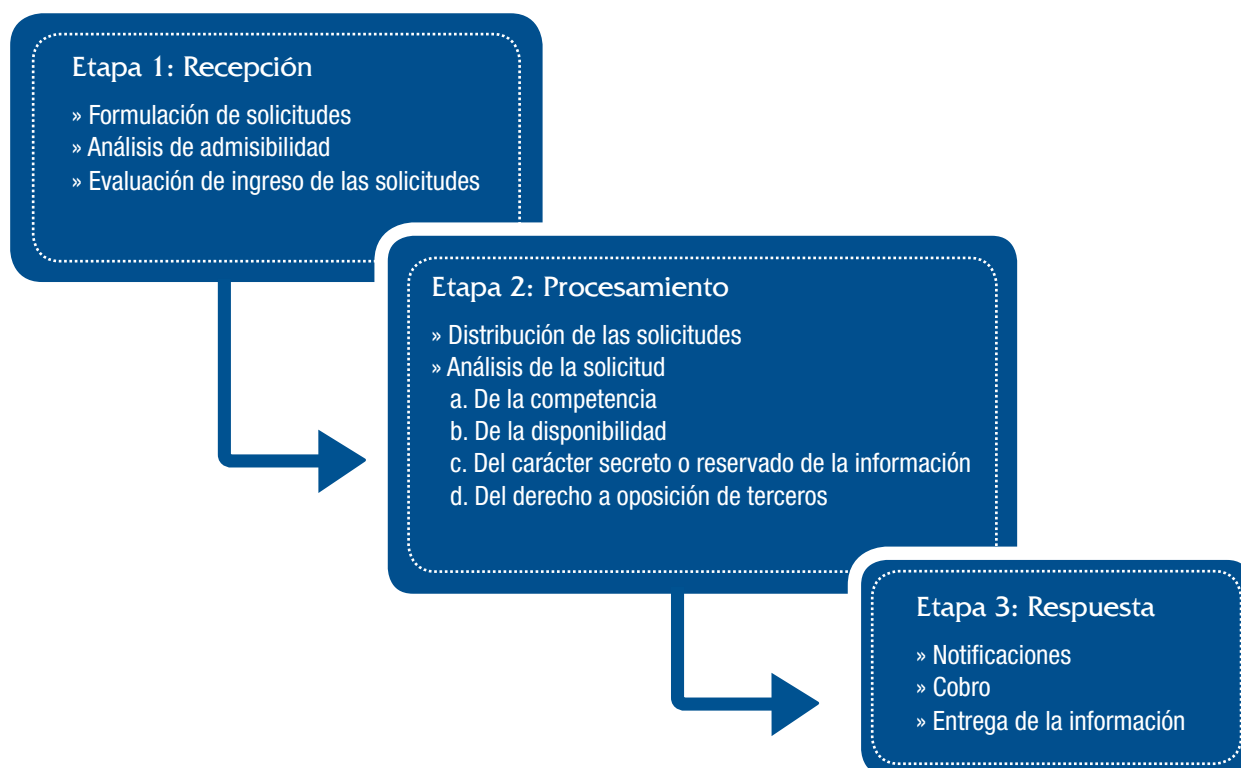 Etapa 1: Recepción
» Formulación de solicitudes
» Análisis de admisibilidad
» Evaluación de ingreso de las solicitudes
Etapa 2: Procesamiento
» Distribución de las solicitudes
» Análisis de la solicitud
a. De la competencia
b. De la disponibilidad
c. Del carácter secreto o reservado de la información
d. Del derecho a oposición de terceros
Etapa 3: Respuesta
» Notificaciones
» Cobro
» Entrega de la información